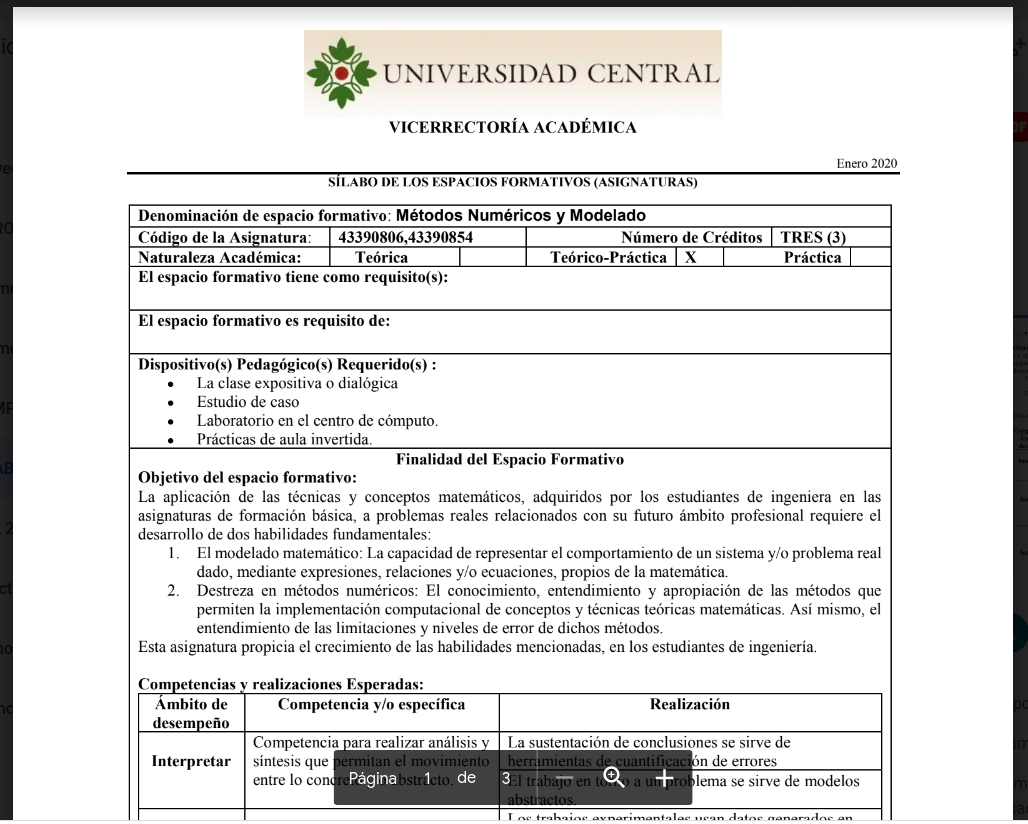 UNIVERSIDAD CENTRAL
VICERRECTORÍA ACADÉMICA
Enero 2020
SÍLABO DE LOS ESPACIOS FORMATIVOS (ASIGNATURAS)
Denominación de espacio formativo: Métodos Numéricos y Modelado
Código de la Asignatura: 43390806,43390854 Número de Créditos TRES (3)
Naturaleza Académica: Teórica Teórico-Práctica X Práctica
El espacio formativo tiene como requisito(s):
El espacio formativo es requisito de:
Dispositivo(s) Pedagógico(s) Requerido(s) :
• La clase expositiva o dialógica
• Estudio de caso
• Laboratorio en el centro de cómputo.
• Prácticas de aula invertida.
Finalidad del Espacio Formativo
Objetivo del espacio formativo:
La aplicación de las técnicas y conceptos matemáticos, adquiridos por los estudiantes de ingeniera en las
asignaturas de formación básica, a problemas reales relacionados con su futuro ámbito profesional requiere el
desarrollo de dos habilidades fundamentales:
1. El modelado matemático: La capacidad de representar el comportamiento de un sistema y/o problema real
dado, mediante expresiones, relaciones y/o ecuaciones, propios de la matemática.
2. Destreza en métodos numéricos: El conocimiento, entendimiento y apropiación de las métodos que
permiten la implementación computacional de conceptos y técnicas teóricas matemáticas. Así mismo, el
entendimiento de las limitaciones y niveles de error de dichos métodos.
Esta asignatura propicia el crecimiento de las habilidades mencionadas, en los estudiantes de ingeniería.
Competencias y realizaciones Esperadas:
Ámbito de
desempeño
Competencia y/o específica
Realización
Interpretar
Competencia para realizar análisis y
síntesis que permitan el movimiento
entre lo concreto y lo abstracto.
La sustentación de conclusiones se sirve de
herramientas de cuantificación de errores
El trabajo en torno a un problema se sirve de modelos
abstractos.
Los trabajos experimentales usan datos generados en
Página 1 de 3